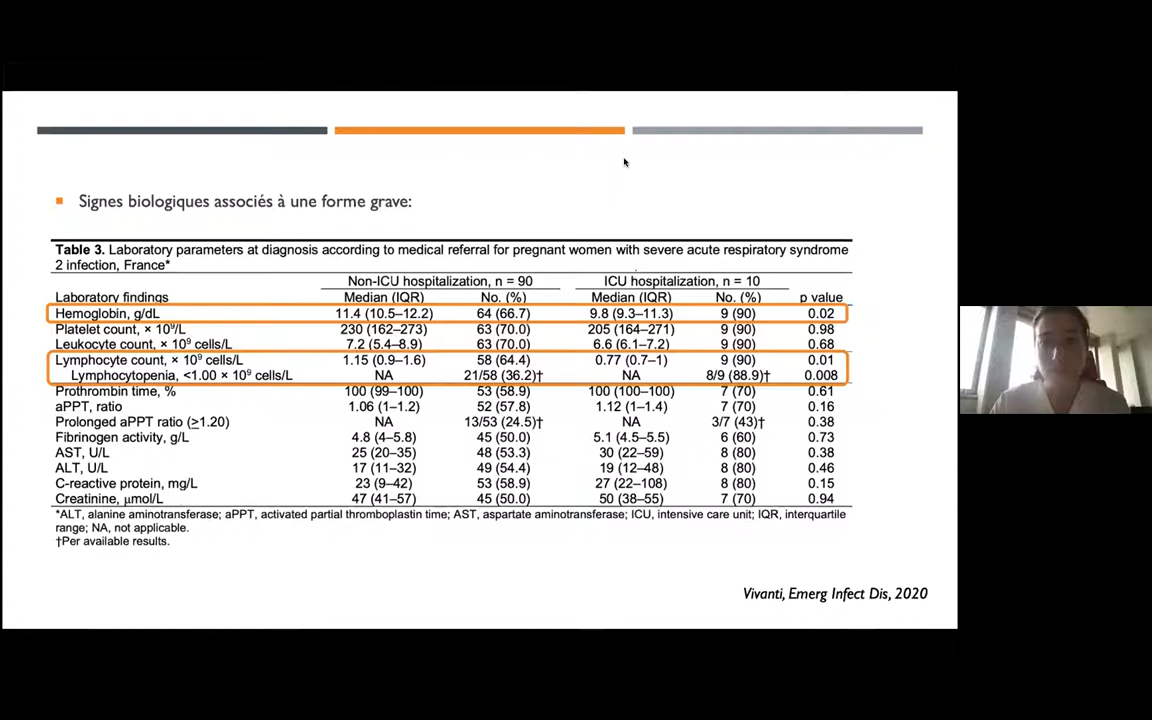 Signes biologiques associés à une forme grave:
Table 3. Laboratory parameters at diagnosis according to medical referral for pregnant women with severe acute respiratory syndrome
2 infection, France*
Non-ICU hospitalization, n = 90 ICU hospitalization, n = 10
Laboratory findings Median (IQR) No. (%) Median (IQR) No. (%) p value
Hemoglobin, g/dL 11.4 (10.5–12.2) 64 (66.7) 9.8 (9.3–11.3) 9 (90) 0.02
Platelet count, × 10⁹/L 230 (162–273) 63 (70.0) 205 (164–271) 9 (90) 0.98
Leukocyte count, × 10⁹ cells/L 7.2 (5.4–8.9) 63 (70.0) 6.6 (6.1–7.2) 9 (90) 0.68
Lymphocyte count, × 10⁹ cells/L 1.15 (0.9–1.6) 58 (64.4) 0.77 (0.7–1) 9 (90) 0.01
Lymphocytopenia, <1.00 × 10⁹ cells/L NA 21/58 (36.2)† NA 8/9 (88.9)† 0.008
Prothrombin time, % 100 (99–100) 53 (58.9) 100 (100–100) 7 (70) 0.61
aPPT, ratio 1.06 (1–1.2) 52 (57.8) 1.12 (1–1.4) 7 (70) 0.16
Prolonged aPPT ratio (≥1.20) NA 13/53 (24.5)† NA 3/7 (43)† 0.38
Fibrinogen activity, g/L 4.8 (4–5.8) 45 (50.0) 5.1 (4.5–5.5) 6 (60) 0.73
AST, U/L 25 (20–35) 48 (53.3) 30 (22–59) 8 (80) 0.38
ALT, U/L 17 (11–32) 49 (54.4) 19 (12–48) 8 (80) 0.46
C-reactive protein, mg/L 23 (9–42) 53 (58.9) 27 (22–108) 8 (80) 0.15
Creatinine, μmol/L 47 (41–57) 45 (50.0) 50 (38–55) 7 (70) 0.94
*ALT, alanine aminotransferase; aPPT, activated partial thromboplastin time; AST, aspartate aminotransferase; ICU, intensive care unit; IQR, interquartile
range; NA, not applicable.
†Per available results.
Vivanti, Emerg Infect Dis, 2020